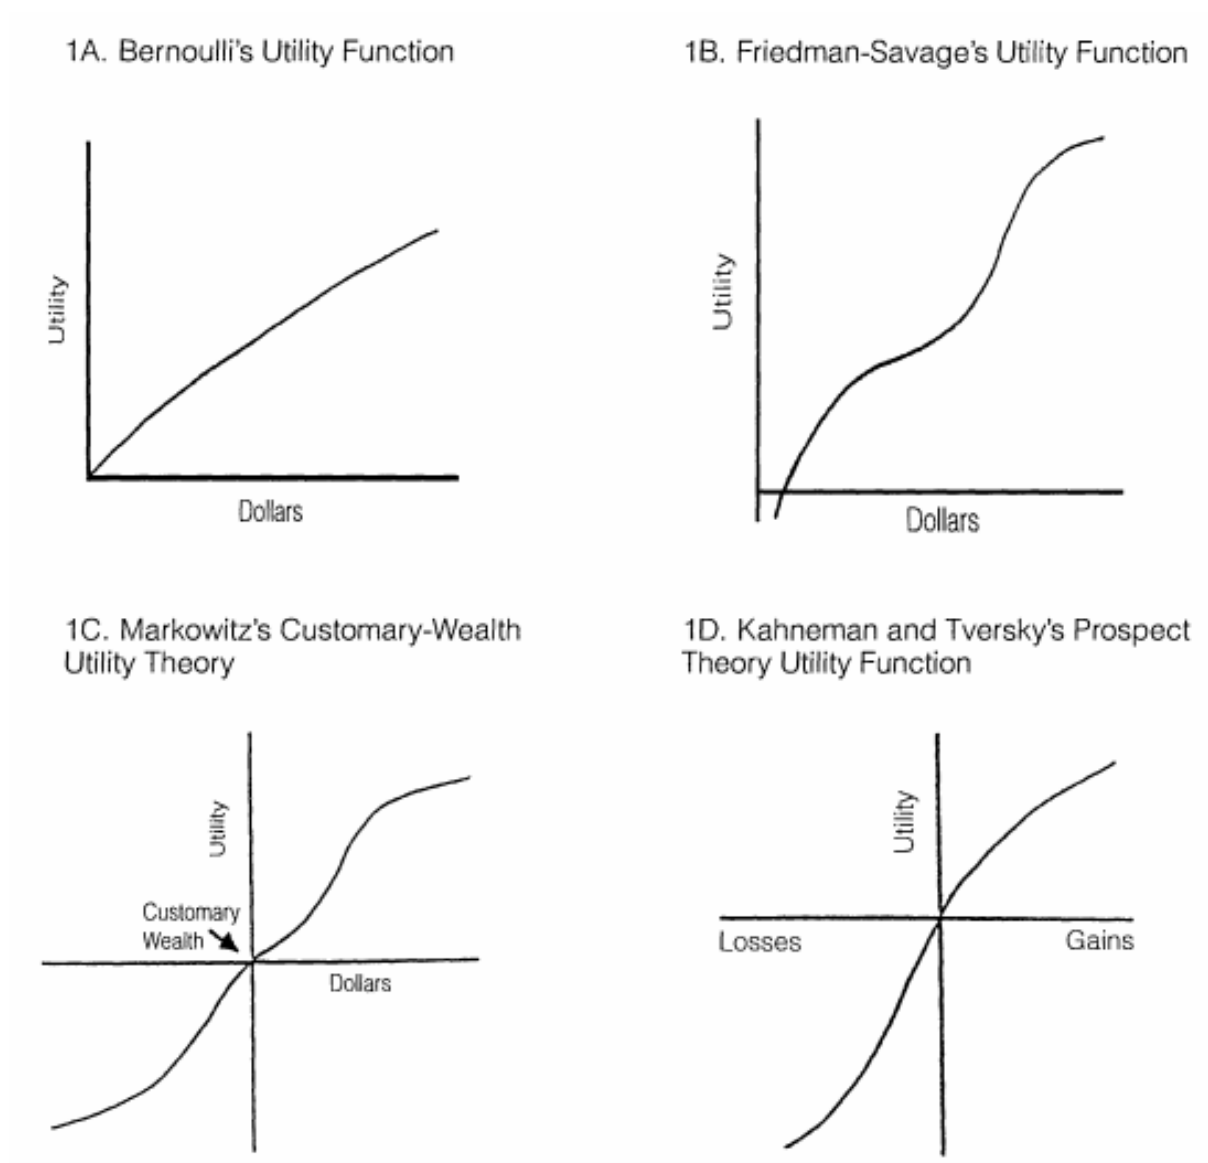 1A. Bernoulli's Utility Function
Utility
Dollars
1B. Friedman-Savage's Utility Function
Utility
Dollars
1C. Markowitz's Customary-Wealth
Utility Theory
Utility
Customary
Wealth
Dollars
1D. Kahneman and Tversky's Prospect
Theory Utility Function
Utility
Losses
Gains